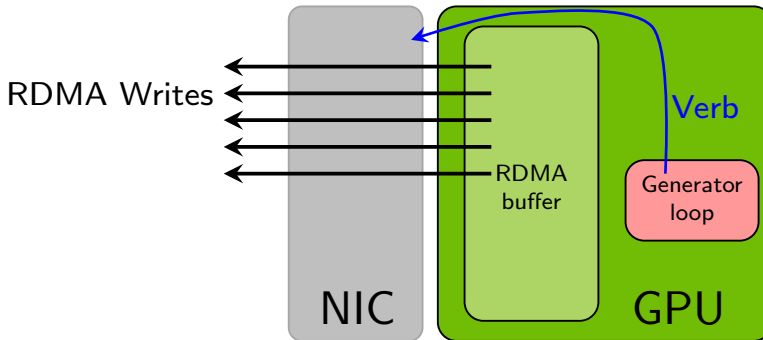 RDMA Writes
Verb
RDMA
buffer
Generator
loop
NIC
GPU